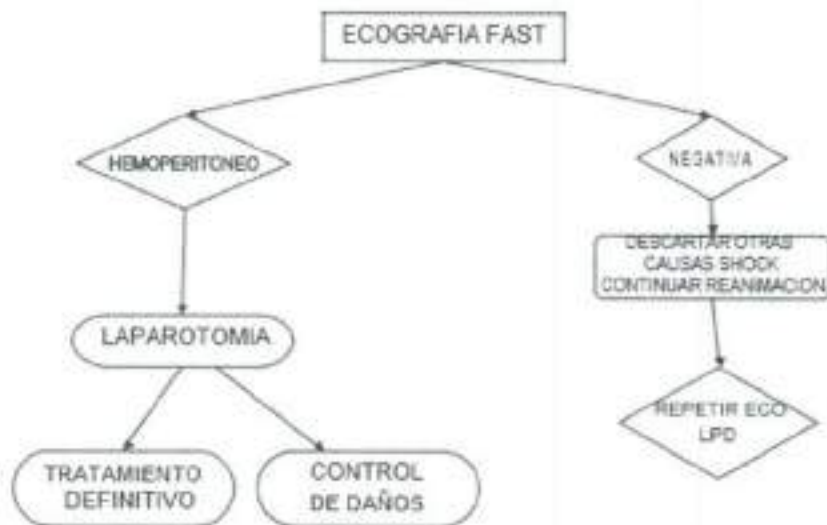 ECOGRAFIA FAST
HEMOPERITONEO
NEGATIVA
DESCARTAR OTRAS
CAUSAS SHOCK
CONTINUAR REANIMACION
LAPAROTOMIA
REPETIR ECO
LPD
TRATAMIENTO
DEFINITIVO
CONTROL
DE DAÑOS